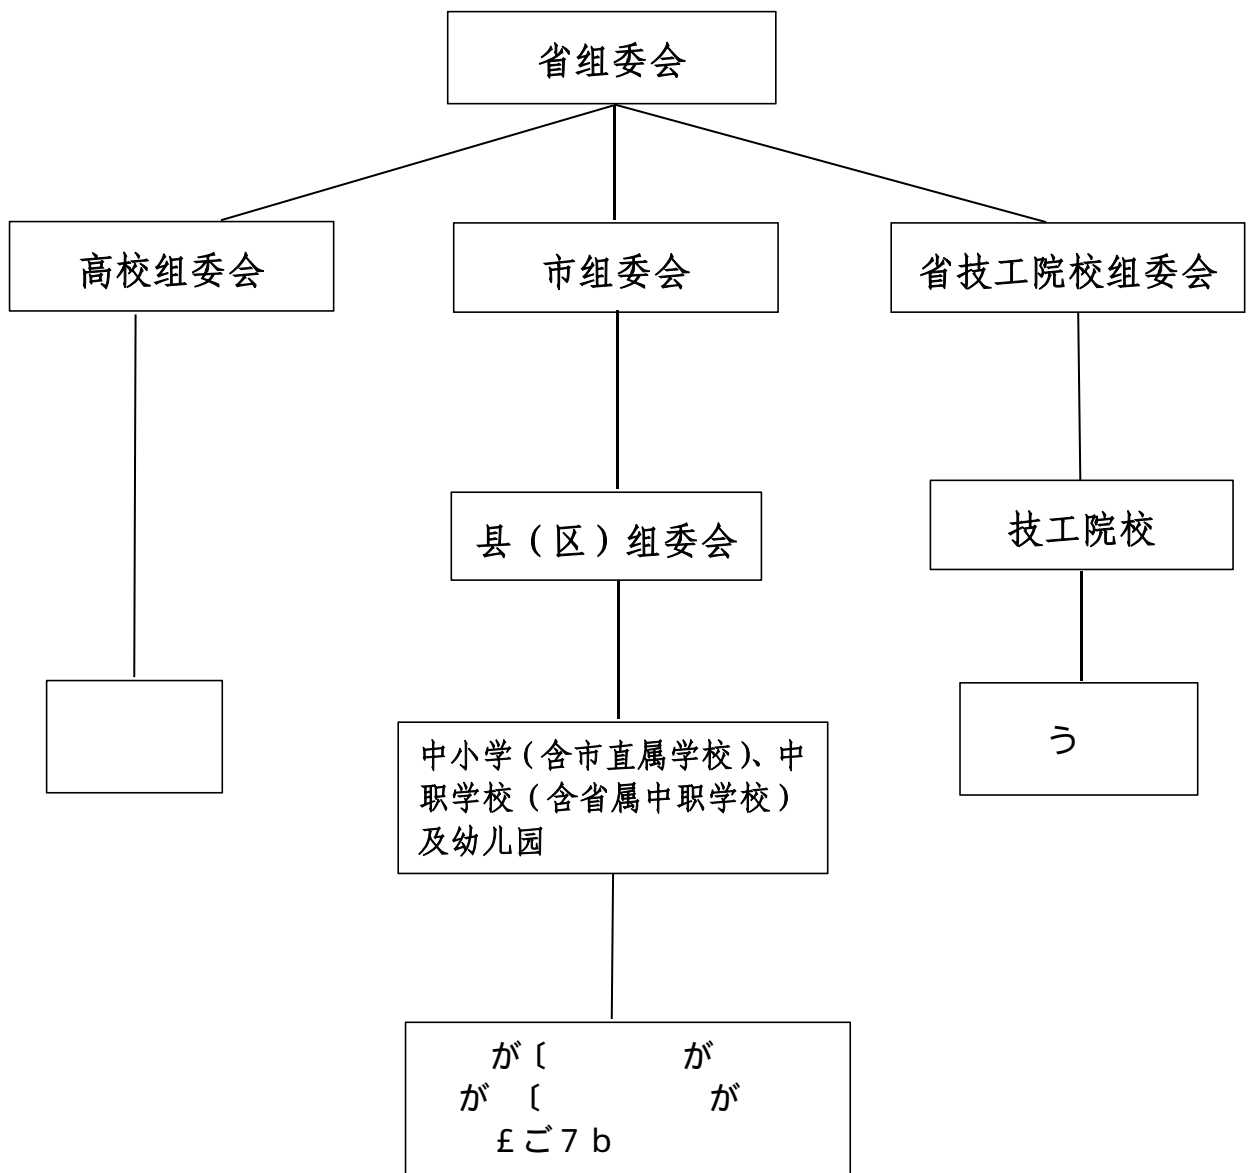 省组委会
高校组委会
市组委会
省技工院校组委会
县（区）组委会
技工院校
う
中小学（含市直属学校）、中
职学校（含省属中职学校）
及幼儿园
が〔 が
が 〔 が
£ご7b